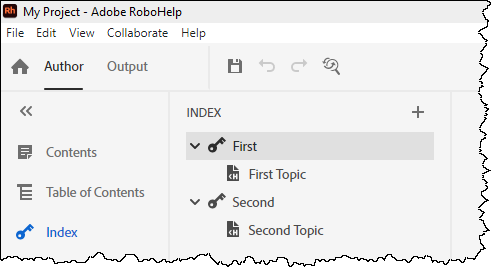 Rh My Project - Adobe RoboHelp
File Edit View Collaborate Help
Author Output
INDEX
First
Contents
First Topic
Table of Contents
Second
Index
Second Topic